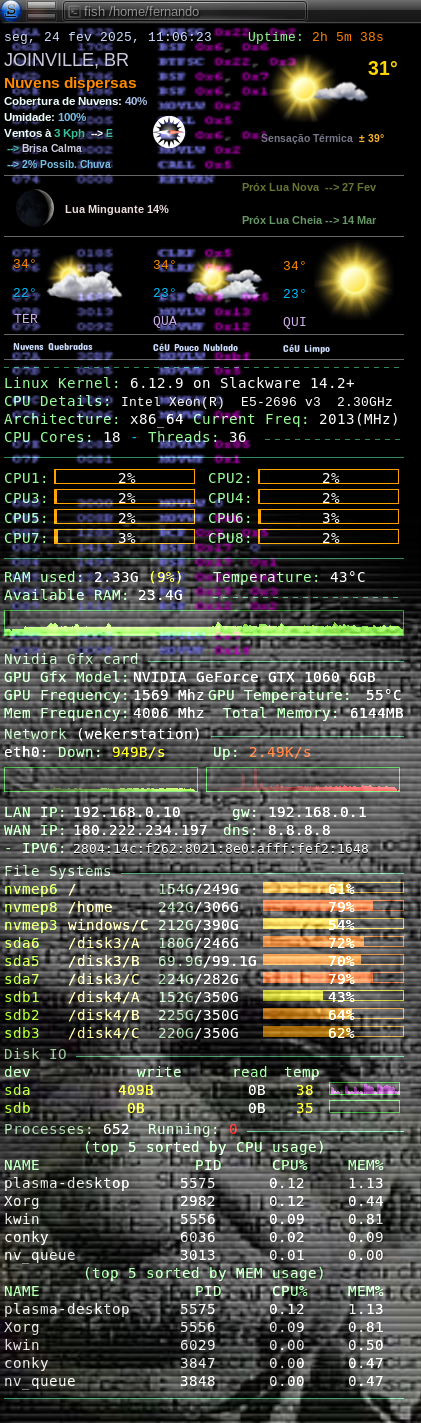 fish /home/fernando
seg, 24 fev 2025, 11:06:23 Uptime: 2h 5m 38s
JOINVILLE, BR
31°
Nuvens dispersas
Cobertura de Nuvens: 40%
Umidade: 100%
Ventos à 3 Kph --> E
Sensação Térmica ± 39°
--> Brisa Calma
--> 2% Possib. Chuva
Próx Lua Nova --> 27 Fev
Lua Minguante 14%
Próx Lua Cheia --> 14 Mar
34° 34° 34°
22° 23° 23°
TER QUA QUI
Nuvens Quebradas CéU Pouco Nublado CéU Limpo
Linux Kernel: 6.12.9 on Slackware 14.2+
CPU Details: Intel Xeon(R) E5-2696 v3 2.30GHz
Architecture: x86_64 Current Freq: 2013(MHz)
CPU Cores: 18 - Threads: 36
CPU1: 2% CPU2: 2%
CPU3: 2% CPU4: 2%
CPU5: 2% CPU6: 3%
CPU7: 3% CPU8: 2%
RAM used: 2.33G (9%) Temperature: 43°C
Available RAM: 23.4G
Nvidia Gfx card
GPU Gfx Model: NVIDIA GeForce GTX 1060 6GB
GPU Frequency: 1569 Mhz GPU Temperature: 55°C
Mem Frequency: 4006 Mhz Total Memory: 6144MB
Network (wekerstation)
eth0: Down: 949B/s Up: 2.49K/s
LAN IP: 192.168.0.10 gw: 192.168.0.1
WAN IP: 180.222.234.197 dns: 8.8.8.8
- IPV6: 2804:14c:f262:8021:8e0:afff:fef2:1648
File Systems
nvmep6 / 154G/249G 61%
nvmep8 /home 242G/306G 79%
nvmep3 windows/C 212G/390G 54%
sda6 /disk3/A 180G/246G 72%
sda5 /disk3/B 69.9G/99.1G 70%
sda7 /disk3/C 224G/282G 79%
sdb1 /disk4/A 152G/350G 43%
sdb2 /disk4/B 225G/350G 64%
sdb3 /disk4/C 220G/350G 62%
Disk IO
dev write read temp
sda 409B 0B 38
sdb 0B 0B 35
Processes: 652 Running: 0
(top 5 sorted by CPU usage)
NAME PID CPU% MEM%
plasma-desktop 5575 0.12 1.13
Xorg 2982 0.12 0.44
kwin 5556 0.09 0.81
conky 6036 0.02 0.09
nv_queue 3013 0.01 0.00
(top 5 sorted by MEM usage)
NAME PID CPU% MEM%
plasma-desktop 5575 0.12 1.13
Xorg 5556 0.09 0.81
kwin 6029 0.00 0.50
conky 3847 0.00 0.47
nv_queue 3848 0.00 0.47